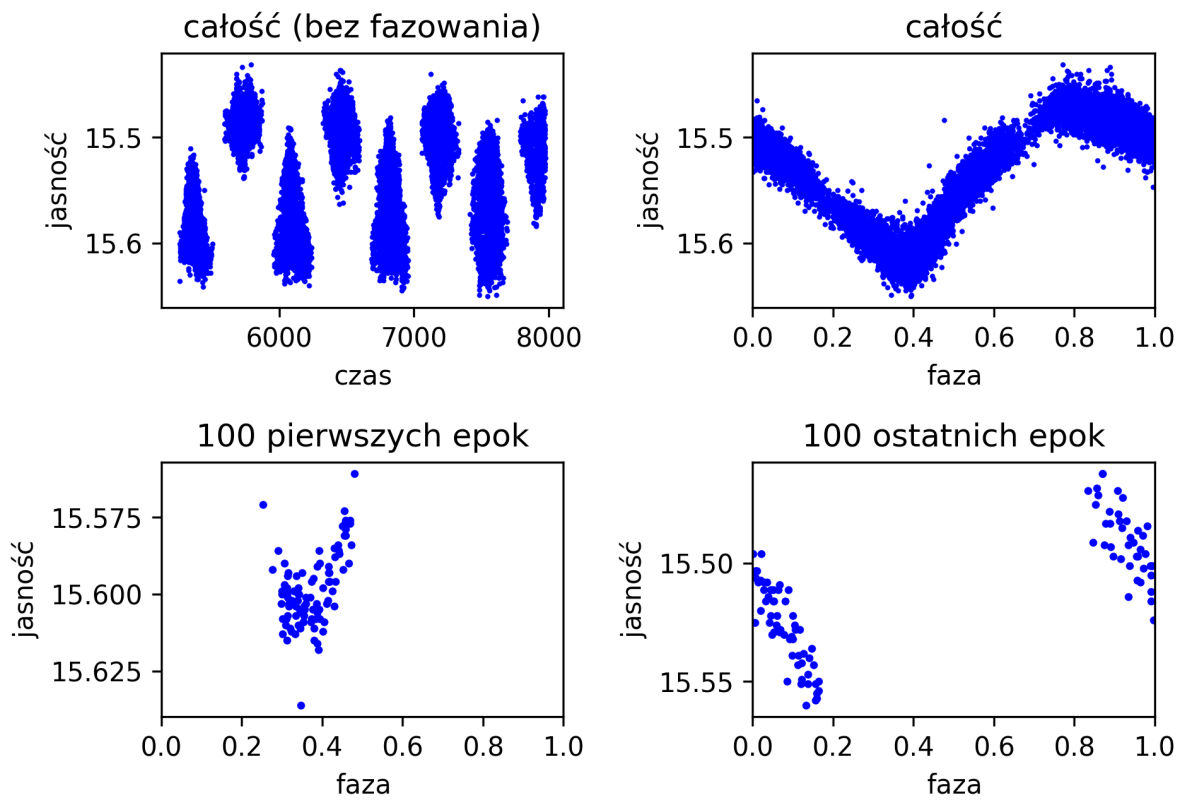 całość (bez fazowania)
jasność
15.5
15.6
6000 7000 8000
czas
całość
jasność
15.5
15.6
0.0 0.2 0.4 0.6 0.8 1.0
faza
100 pierwszych epok
jasność
15.575
15.600
15.625
0.0 0.2 0.4 0.6 0.8 1.0
faza
100 ostatnich epok
jasność
15.50
15.55
0.0 0.2 0.4 0.6 0.8 1.0
faza